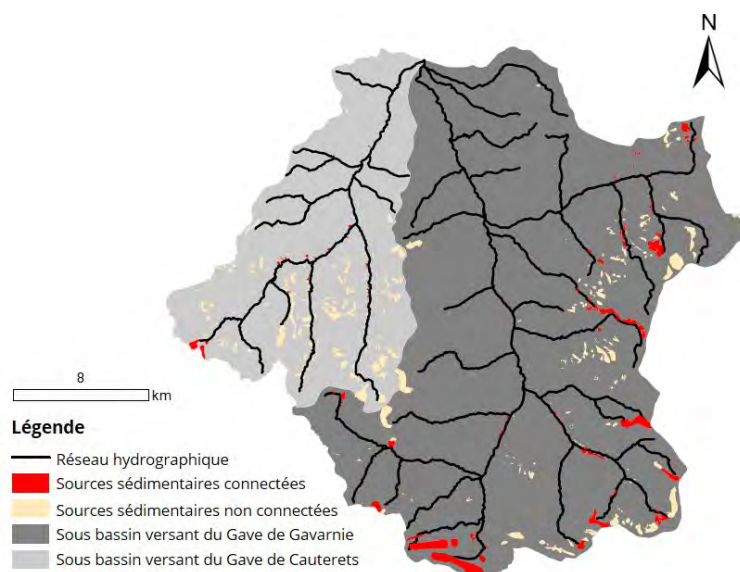 N
8
km
Légende
Réseau hydrographique
Sources sédimentaires connectées
Sources sédimentaires non connectées
Sous bassin versant du Gave de Gavarnie
Sous bassin versant du Gave de Cauterets